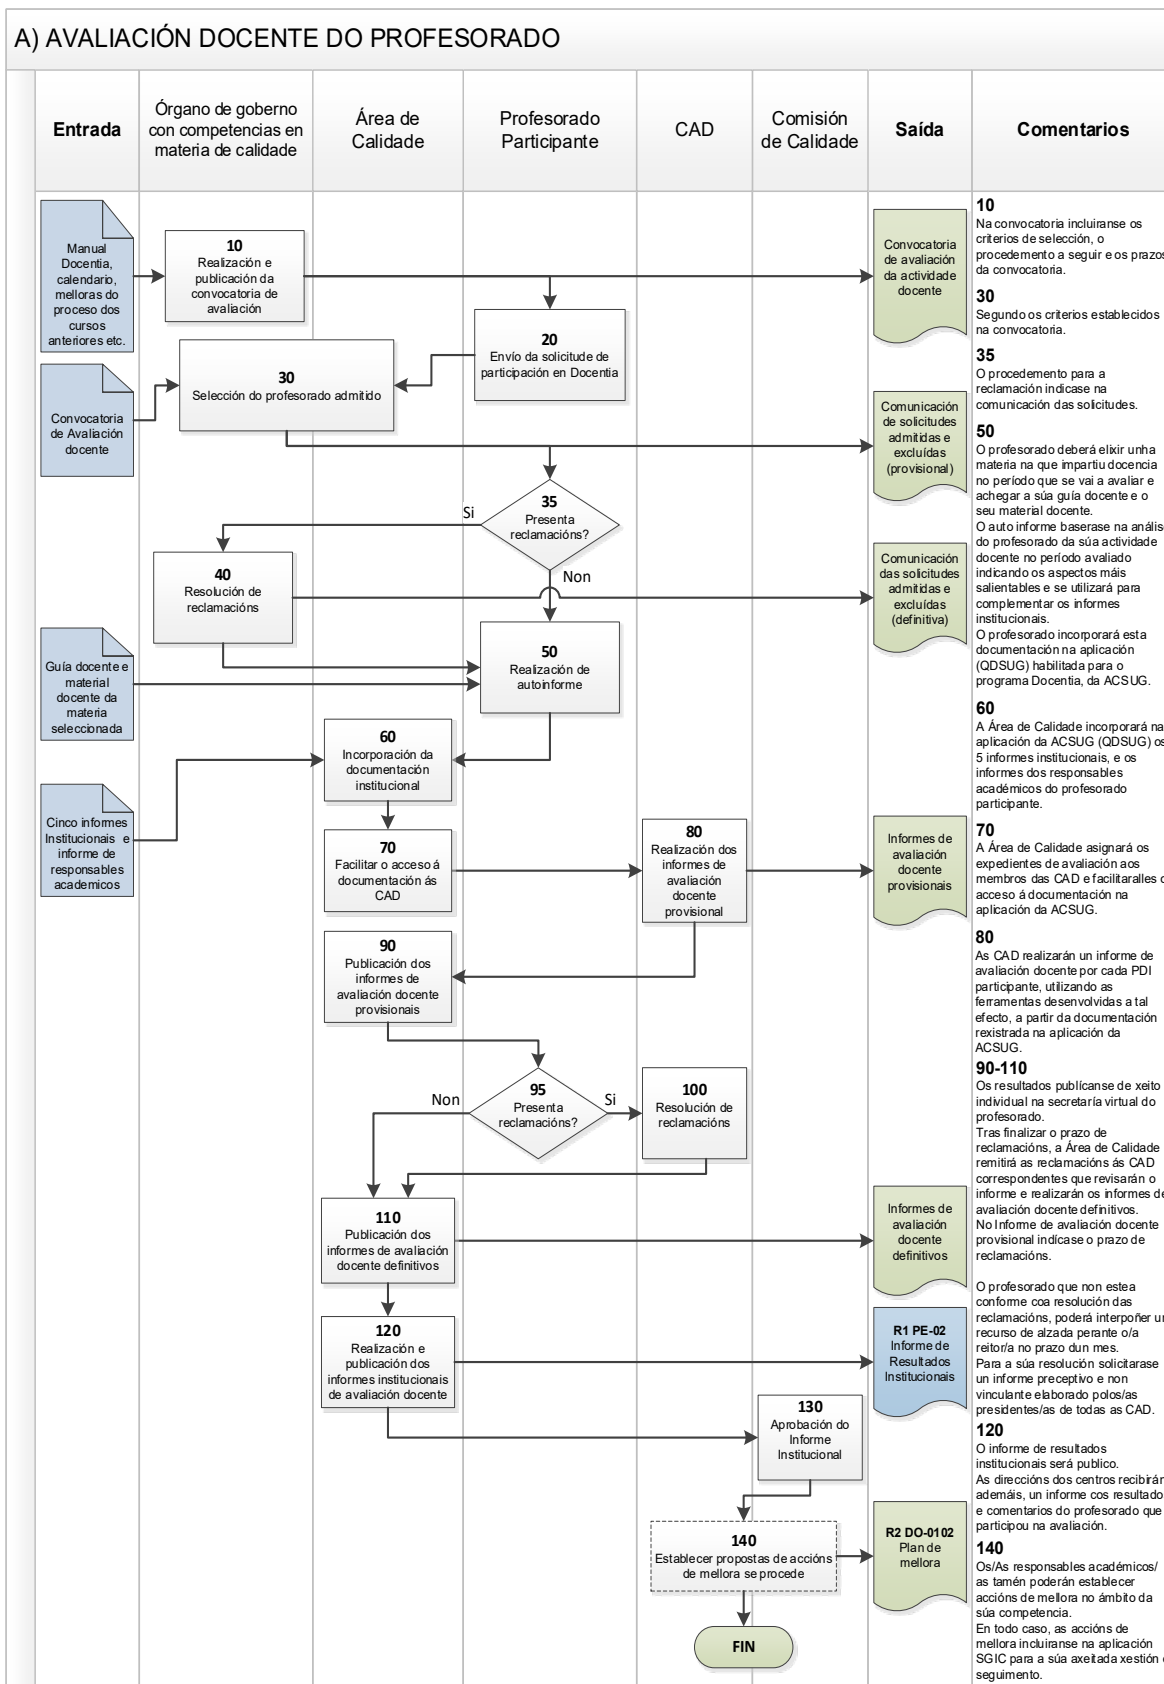 A) AVALIACIÓN DOCENTE DO PROFESORADO
Entrada
Órgano de goberno
con competencias en
materia de calidade
Área de
Calidade
Profesorado
Participante
CAD
Comisión
de Calidade
Saída
Comentarios
Manual
Docentia,
calendario,
melloras do
proceso dos
cursos
anteriores etc.
10
Realización e
publicación da
convocatoria de
avaliación
Convocatoria
de avaliación
da actividade
docente
20
Envío da solicitude de
participación en Docentia
30
Selección do profesorado admitido
Convocatoria
de Avaliación
docente
Comunicación
de solicitudes
admitidas e
excluídas
(provisional)
35
Presenta
reclamacións?
Si
Non
40
Resolución de
reclamacións
Comunicación
das solicitudes
admitidas e
excluídas
(definitiva)
Guía docente e
material
docente da
materia
seleccionada
50
Realización de
autoinforme
60
Incorporación da
documentación
institucional
Cinco informes
Institucionais e
informe de
responsables
academicos
70
Facilitar o acceso á
documentación ás
CAD
80
Realización dos
informes de
avaliación
docente
provisional
Informes de
avaliación
docente
provisionais
90
Publicación dos
informes de
avaliación docente
provisionais
95
Presenta
reclamacións?
Non
Si
100
Resolución de
reclamacións
110
Publicación dos
informes de avaliación
docente definitivos
Informes de
avaliación
docente
definitivos
120
Realización e
publicación dos
informes institucionais
de avaliación docente
R1 PE-02
Informe de
Resultados
Institucionais
130
Aprobación do
Informe
Institucional
140
Establecer propostas de accións
de mellora se procede
R2 DO-0102
Plan de
mellora
FIN
10
Na convocatoria incluiranse os
criterios de selección, o
procedemento a seguir e os prazos
da convocatoria.
30
Segundo os criterios establecidos
na convocatoria.
35
O procedemento para a
reclamación indicase na
comunicación das solicitudes.
50
O profesorado deberá elixir unha
materia na que impartiu docencia
no período que se vai a avaliar e
achegar a súa guía docente e o
seu material docente.
O auto informe baserase na análise
do profesorado da súa actividade
docente no período avaliado
indicando os aspectos máis
salientables e se utilizará para
complementar os informes
institucionais.
O profesorado incorporará esta
documentación na aplicación
(QDSUG) habilitada para o
programa Docentia, da ACSUG.
60
A Área de Calidade incorporará na
aplicación da ACSUG (QDSUG) os
5 informes institucionais, e os
informes dos responsables
académicos do profesorado
participante.
70
A Área de Calidade asignará os
expedientes de avaliación aos
membros das CAD e facilitaralles o
acceso á documentación na
aplicación da ACSUG.
80
As CAD realizarán un informe de
avaliación docente por cada PDI
participante, utilizando as
ferramentas desenvolvidas a tal
efecto, a partir da documentación
rexistrada na aplicación da
ACSUG.
90-110
Os resultados publícanse de xeito
individual na secretaría virtual do
profesorado.
Tras finalizar o prazo de
reclamacións, a Área de Calidade
remitirá as reclamacións ás CAD
correspondentes que revisarán o
informe e realizarán os informes de
avaliación docente definitivos.
No Informe de avaliación docente
provisional indícase o prazo de
reclamacións.
O profesorado que non estea
conforme coa resolución das
reclamacións, poderá interpoñer un
recurso de alzada perante o/a
reitor/a no prazo dun mes.
Para a súa resolución solicitarase
un informe preceptivo e non
vinculante elaborado polos/as
presidentes/as de todas as CAD.
120
O informe de resultados
institucionais será publico.
As direccións dos centros recibirán
ademáis, un informe cos resultado
e comentarios do profesorado que
participou na avaliación.
140
Os/As responsables académicos/
as tamén poderán establecer
accións de mellora no ámbito da
súa competencia.
En todo caso, as accións de
mellora incluiranse na aplicación
SGIC para a súa axeitada xestión e
seguimento.